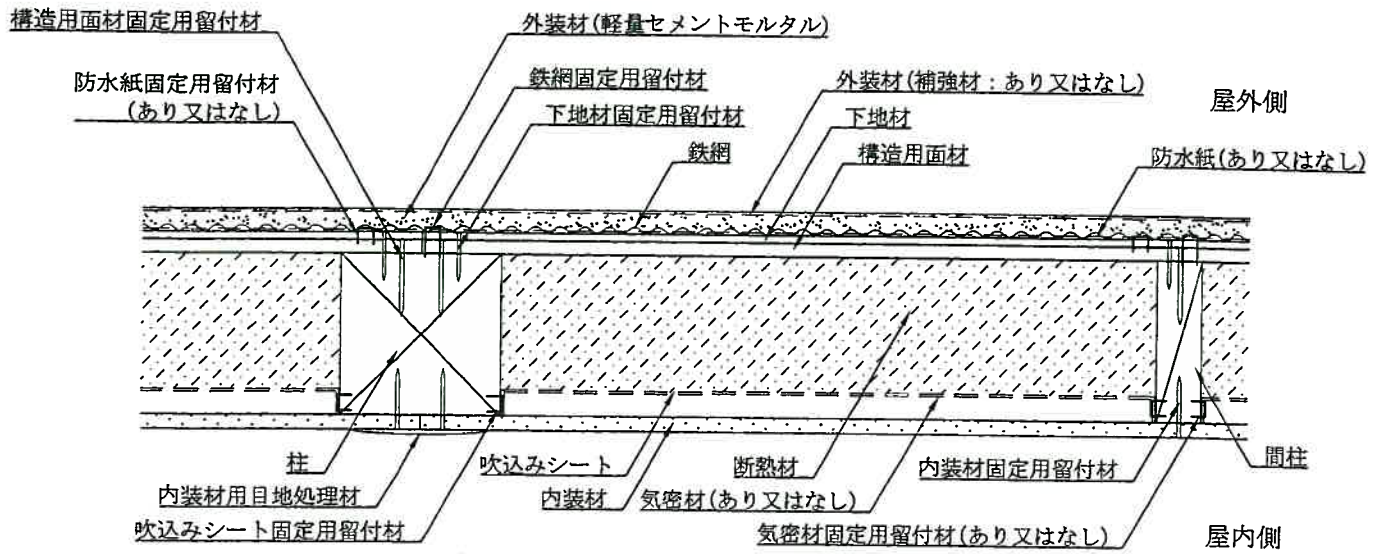 構造用面材固定用留付材
外装材(軽量セメントモルタル)
防水紙固定用留付材
(あり又はなし)
鉄網固定用留付材
外装材(補強材:あり又はなし)
屋外側
下地材固定用留付材
下地材
鉄網
構造用面材
防水紙(あり又はなし)
柱
吹込みシート
断熱材
内装材固定用留付材
間柱
内装材用目地処理材
内装材
気密材(あり又はなし)
吹込みシート固定用留付材
気密材固定用留付材(あり又はなし)
屋内側